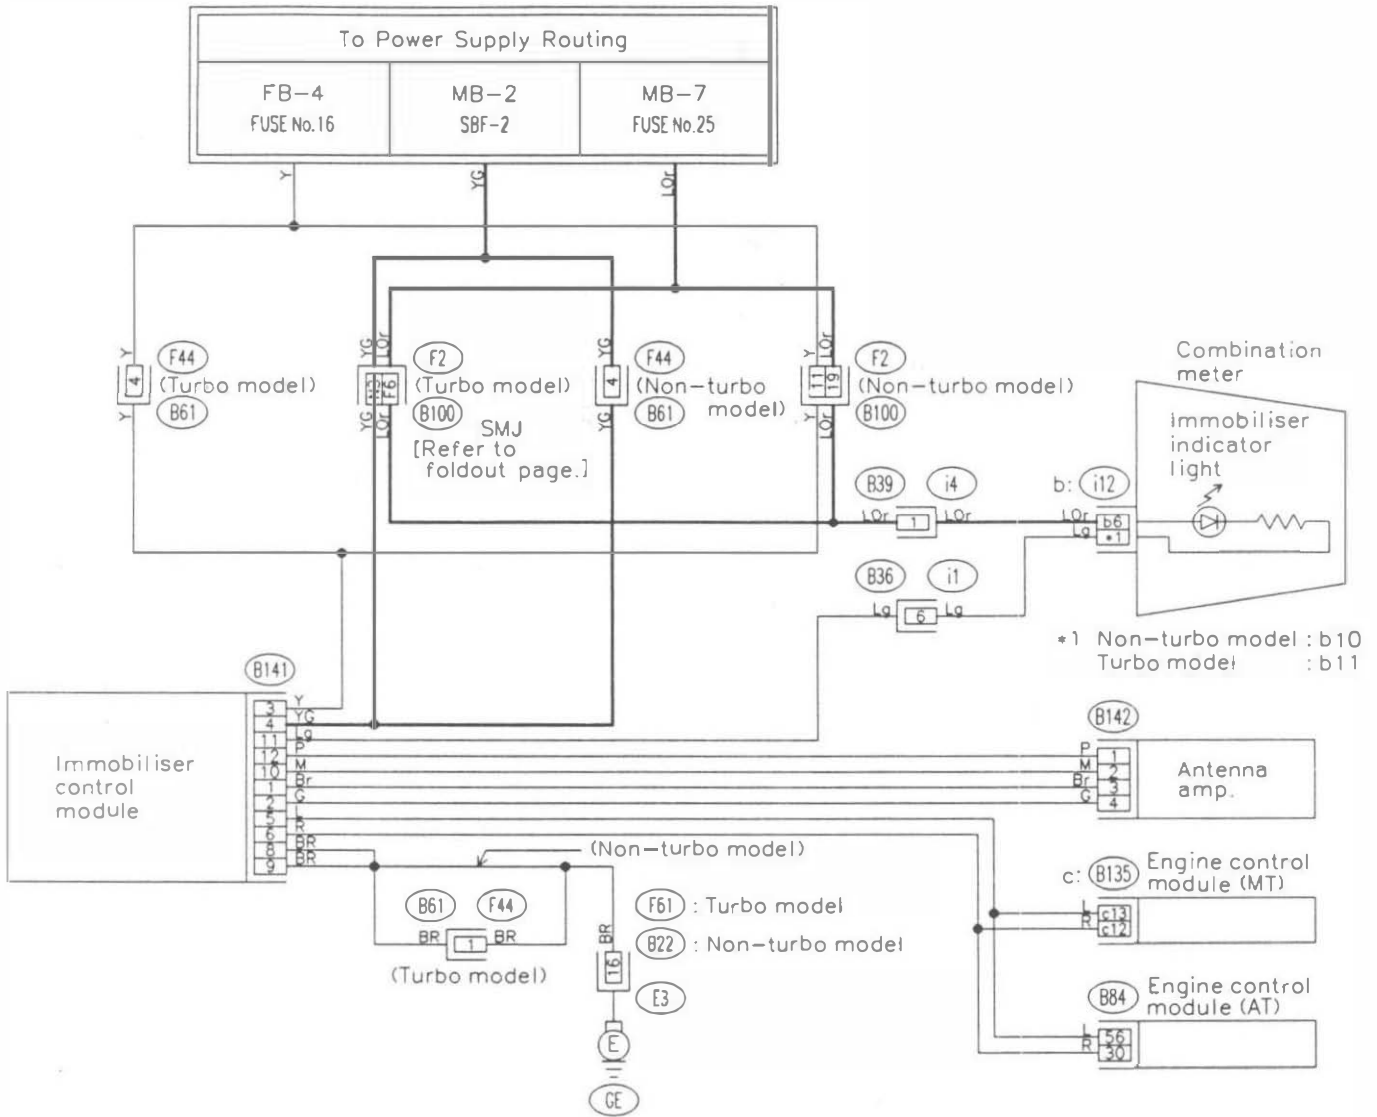 To Power Supply Routing
FB-4
FUSE No.16
MB-2
SBF-2
MB-7
FUSE No.25
Y
YG
LOr
Y
4
Y
F44
(Turbo model)
B61
YG
LOr
F6
YG
LOr
F2
(Turbo model)
B100
SMJ
[Refer to
foldout page.]
YG
4
YG
F44
(Non-turbo
model)
B61
Y
LOr
11
19
Y
LOr
F2
(Non-turbo model)
B100
Combination
meter
Immobiliser
indicator
light
B39
i4
LOr
1
LOr
b: i12
LOr
b6
Lg
*1
B36
i1
Lg
6
Lg
*1 Non-turbo model : b10
Turbo model : b11
B141
Immobiliser
control
module
3 Y
4 YG
11 Lg
12 P
10 M
1 Br
2 G
5 L
6 R
8 BR
9 BR
B142
P 1
M 2
Br 3
G 4
Antenna
amp.
(Non-turbo model)
B61
F44
BR
1
BR
(Turbo model)
BR
16
F61 : Turbo model
B22 : Non-turbo model
E3
E
GE
c: B135
Engine control
module (MT)
L c13
R c12
B84
Engine control
module (AT)
L 56
R 30